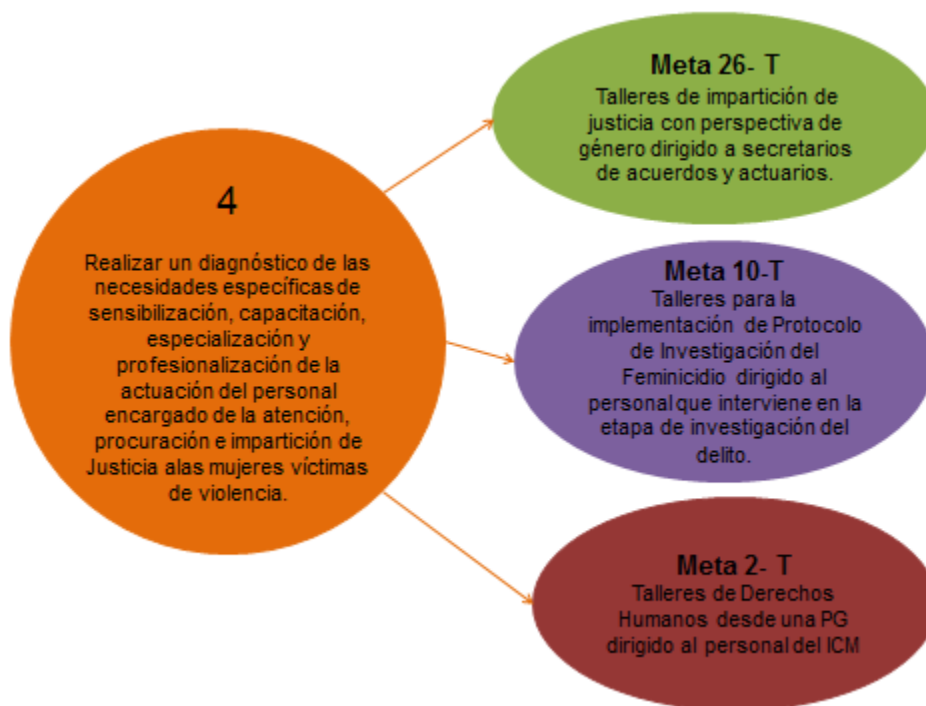 4
Realizar un diagnóstico de las
necesidades específicas de
sensibilización, capacitación,
especialización y
profesionalización de la
actuación del personal
encargado de la atención,
procuración e impartición de
Justicia alas mujeres víctimas
de violencia.
Meta 26- T
Talleres de impartición de
justicia con perspectiva de
género dirigido a secretarios
de acuerdos y actuarios.
Meta 10-T
Talleres para la
implementación de Protocolo
de Investigación del
Feminicidio dirigido al
personal que interviene en la
etapa de investigación del
delito.
Meta 2- T
Talleres de Derechos
Humanos desde una PG
dirigido al personal del ICM